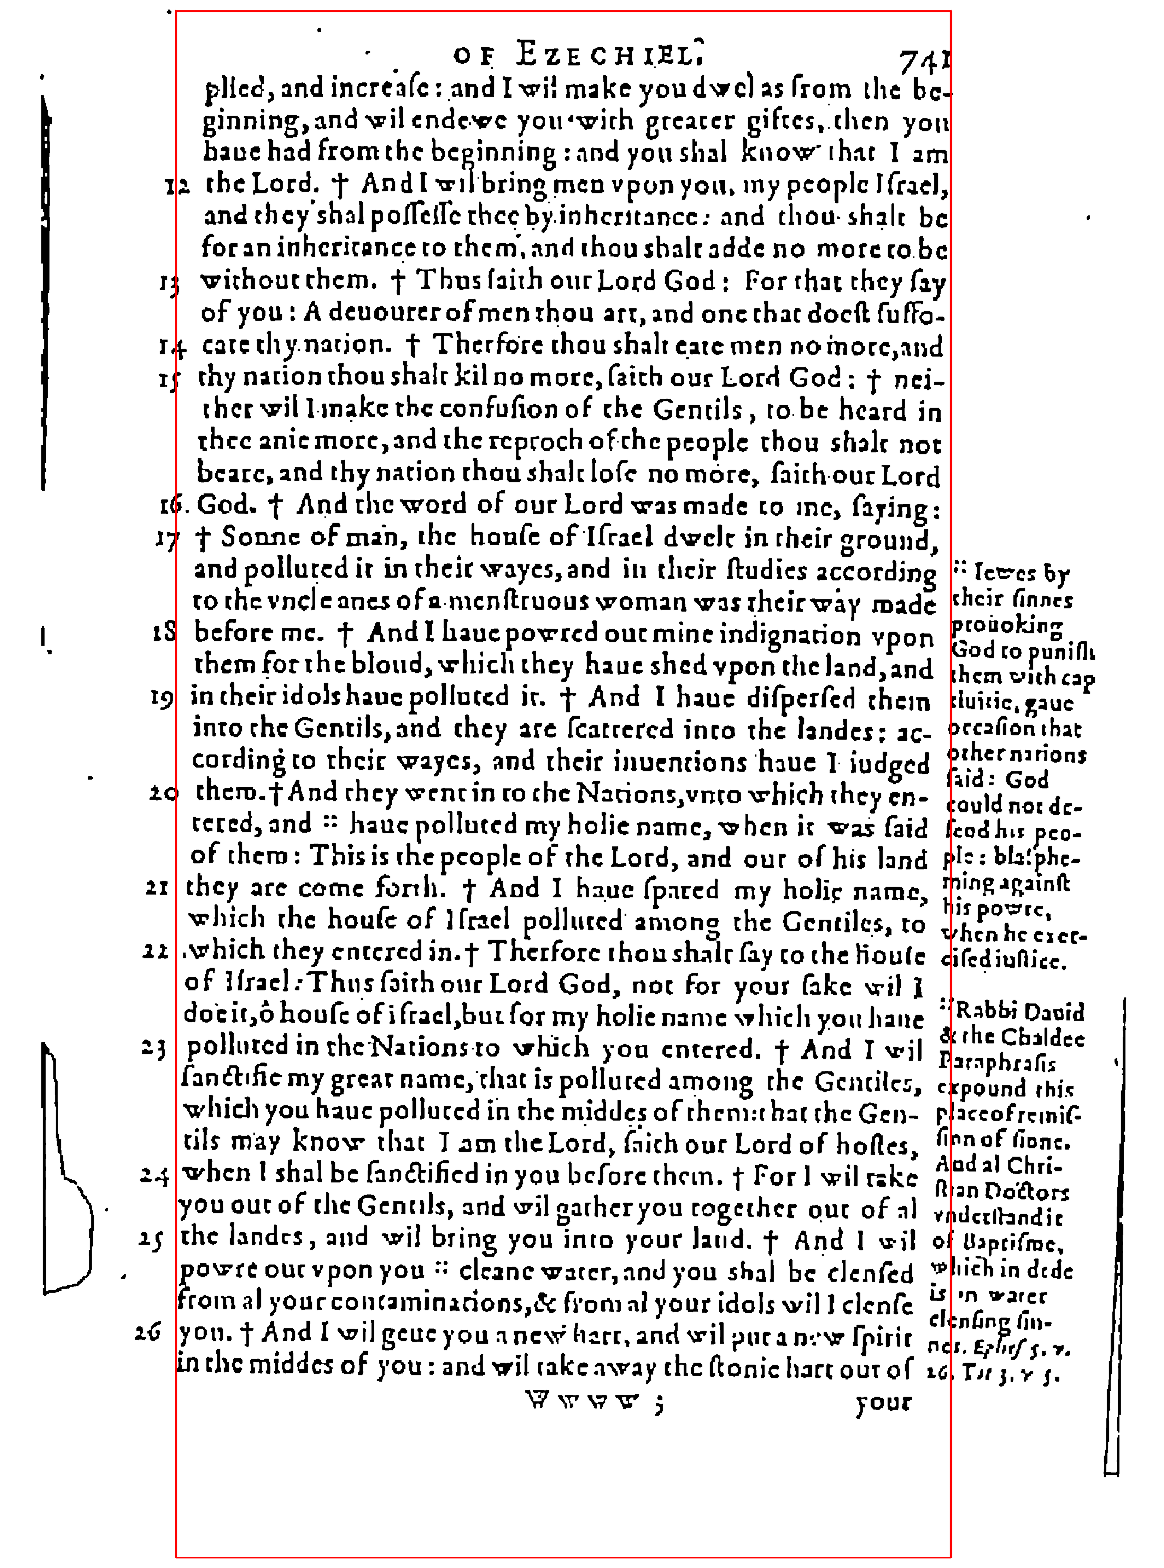 OF EZECHIEL. 741
plied, and increase: and I wil make you dwel as from the be-
ginning, and wil endewe you with greater giftes, then you
haue had from the beginning: and you shal know that I am
12 the Lord. † And I wil bring men vpon you, my people Israel,
and they shal possesse thee by inheritance: and thou shalt be
for an inheritance to them, and thou shalt adde no more to be
13 without them. † Thus saith our Lord God: For that they say
of you: A deuourer of men thou art, and one that doest suffo-
14 cate thy nation. † Therfore thou shalt eate men no more, and
15 thy nation thou shalt kil no more, saith our Lord God: † nei-
ther wil I make the confusion of the Gentils, to be heard in
thee anie more, and the reproch of the people thou shalt not
beare, and thy nation thou shalt lose no more, saith our Lord
16. God. † And the word of our Lord was made to me, saying:
17 † Sonne of man, the house of Israel dwelt in their ground,
and polluted it in their wayes, and in their studies according
to the vncleanes of a menstruous woman was their way made
18 before me. † And I haue powred out mine indignation vpon
them for the bloud, which they haue shed vpon the land, and
19 in their idols haue polluted it. † And I haue dispersed them
into the Gentils, and they are scattered into the landes: ac-
cording to their wayes, and their inuentions haue I iudged
20 them. † And they went in to the Nations, vnto which they en-
tered, and :: haue polluted my holie name, when it was said
of them: This is the people of the Lord, and out of his land
21 they are come forth. † And I haue spared my holie name,
which the house of Israel polluted among the Gentiles, to
22 which they entered in. † Therfore thou shalt say to the house
of Israel: Thus saith our Lord God, not for your sake wil I
doe it, ô house of israel, but for my holie name which you haue
23 polluted in the Nations to which you entered. † And I wil
sanctifie my great name, that is polluted among the Gentiles,
which you haue polluted in the middes of them: that the Gen-
tils may know that I am the Lord, saith our Lord of hostes,
24 when I shal be sanctified in you before them. † For I wil take
you out of the Gentils, and wil gather you together out of al
25 the landes, and wil bring you into your land. † And I wil
powre out vpon you :: cleane water, and you shal be clensed
from al your contaminations, & from al your idols wil I clense
26 you. † And I wil geue you a new hart, and wil put a new spirit
in the middes of you: and wil take away the stonie hart out of
Wwww 3 your
:: Iewes by
their sinnes
prouoking
God to punish
them with cap
tiuitie, gaue
occasion that
other nations
said: God
could not de-
fend his peo-
ple: blasphe-
ming against
his powre,
when he exer-
cised iustice.
:: Rabbi Dauid
& the Chaldee
Paraphrasis
expound this
place of remis-
sion of sinne.
And al Chri-
stian Doctors
vnderstand it
of Baptisme,
which in dede
is in water
clensing sin-
nes. Ephes 5. v.
26. Tit 3. v 5.